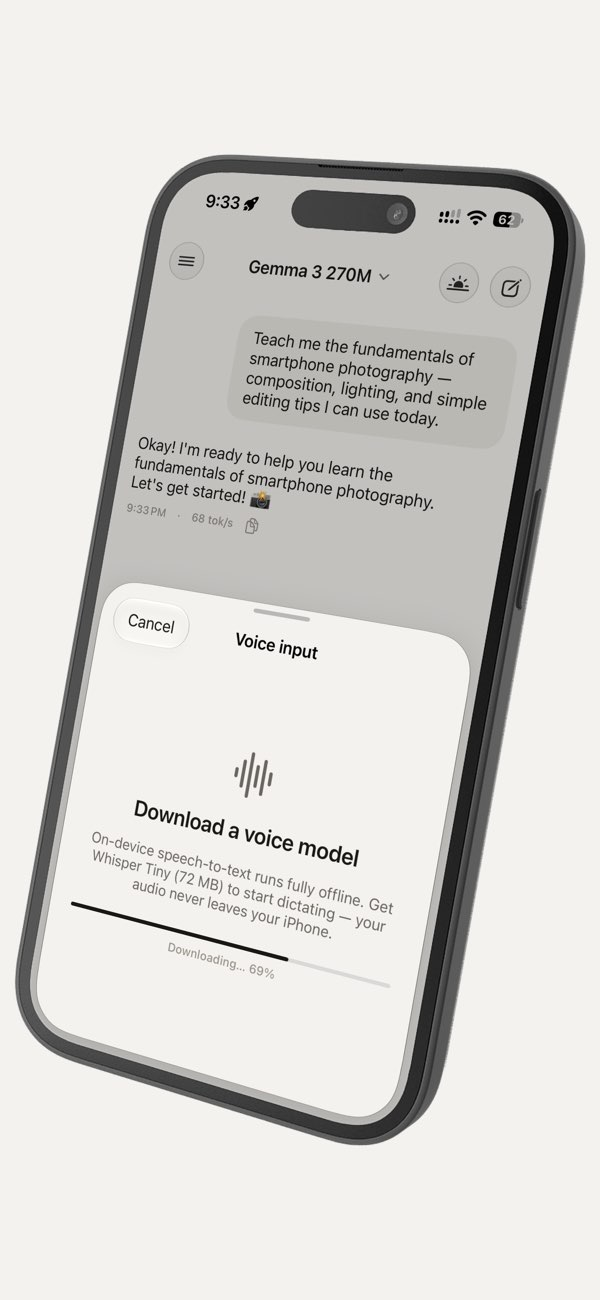 9:33
62
Gemma 3 270M
Teach me the fundamentals of
smartphone photography —
composition, lighting, and simple
editing tips I can use today.
Okay! I'm ready to help you learn the
fundamentals of smartphone photography.
Let's get started! 📸
9:33 PM · 68 tok/s
Cancel
Voice input
Download a voice model
On-device speech-to-text runs fully offline. Get
Whisper Tiny (72 MB) to start dictating — your
audio never leaves your iPhone.
Downloading... 69%